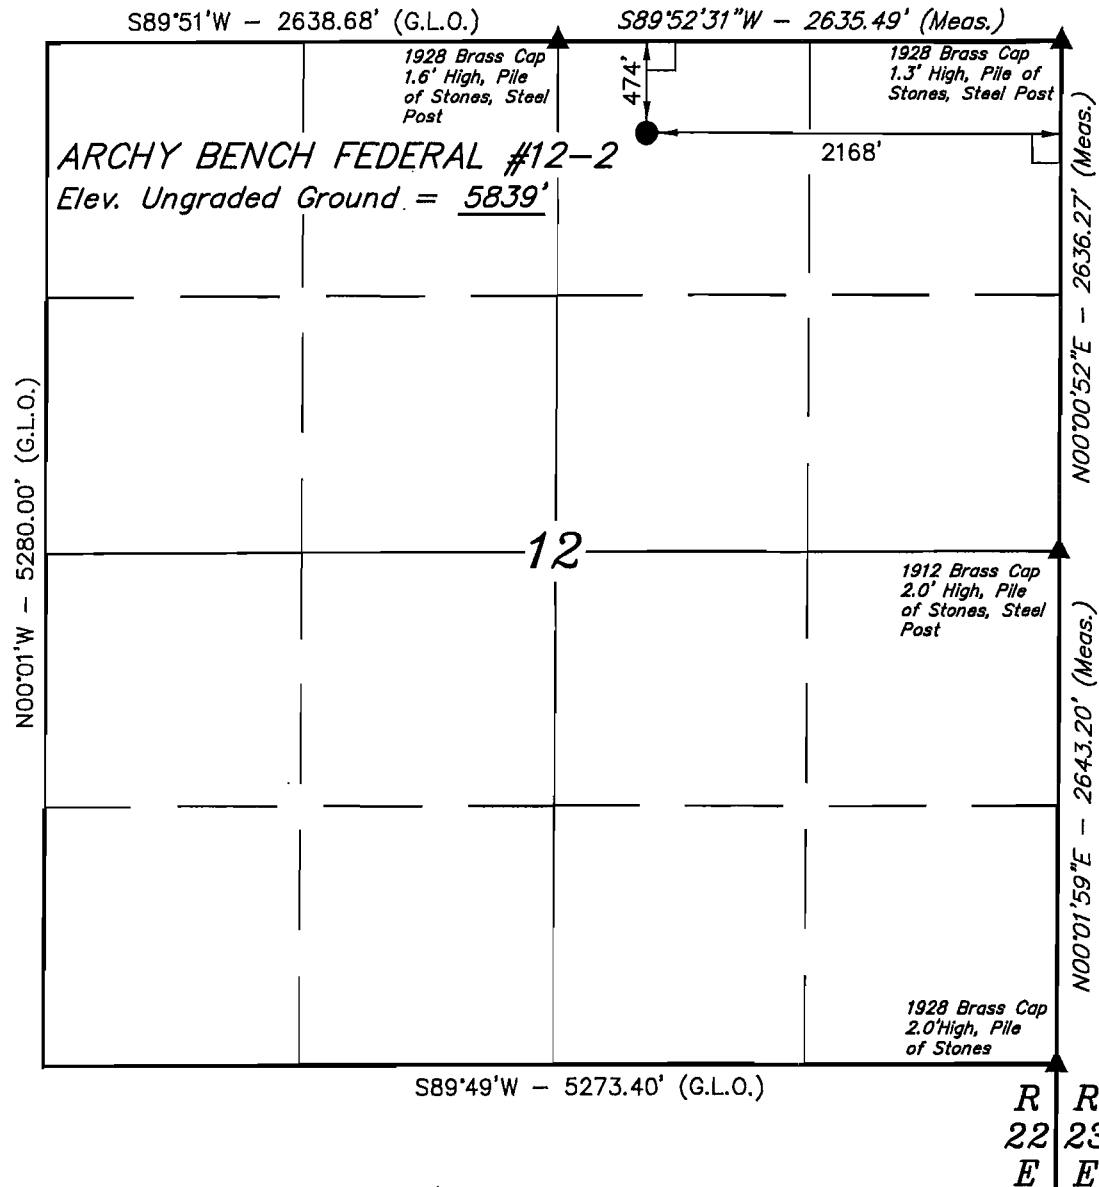 S89°51'W – 2638.68' (G.L.O.)
S89°52'31"W – 2635.49' (Meas.)
1928 Brass Cap
1.6' High, Pile
of Stones, Steel
Post
474'
1928 Brass Cap
1.3' High, Pile of
Stones, Steel Post
2168'
ARCHY BENCH FEDERAL #12–2
Elev. Ungraded Ground = 5839'
N00°00'52"E – 2636.27' (Meas.)
N00°01'W – 5280.00' (G.L.O.)
12
1912 Brass Cap
2.0' High, Pile
of Stones, Steel
Post
N00°01'59"E – 2643.20' (Meas.)
1928 Brass Cap
2.0'High, Pile
of Stones
S89°49'W – 5273.40' (G.L.O.)
R R
22 23
E E